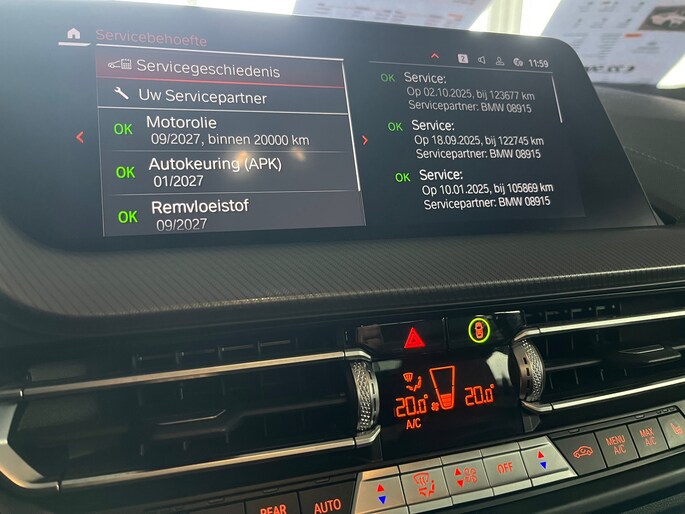 Servicebehoefte
2
11:59
Servicegeschiedenis
Uw Servicepartner
OK Motorolie
09/2027, binnen 20000 km
OK Autokeuring (APK)
01/2027
OK Remvloeistof
09/2027
OK Service:
Op 02.10.2025, bij 123677 km
Servicepartner: BMW 08915
OK Service:
Op 18.09.2025, bij 122745 km
Servicepartner: BMW 08915
OK Service:
Op 10.01.2025, bij 105869 km
Servicepartner: BMW 08915
20.0° 20.0°
A/C
REAR AUTO OFF MENU A/C MAX A/C